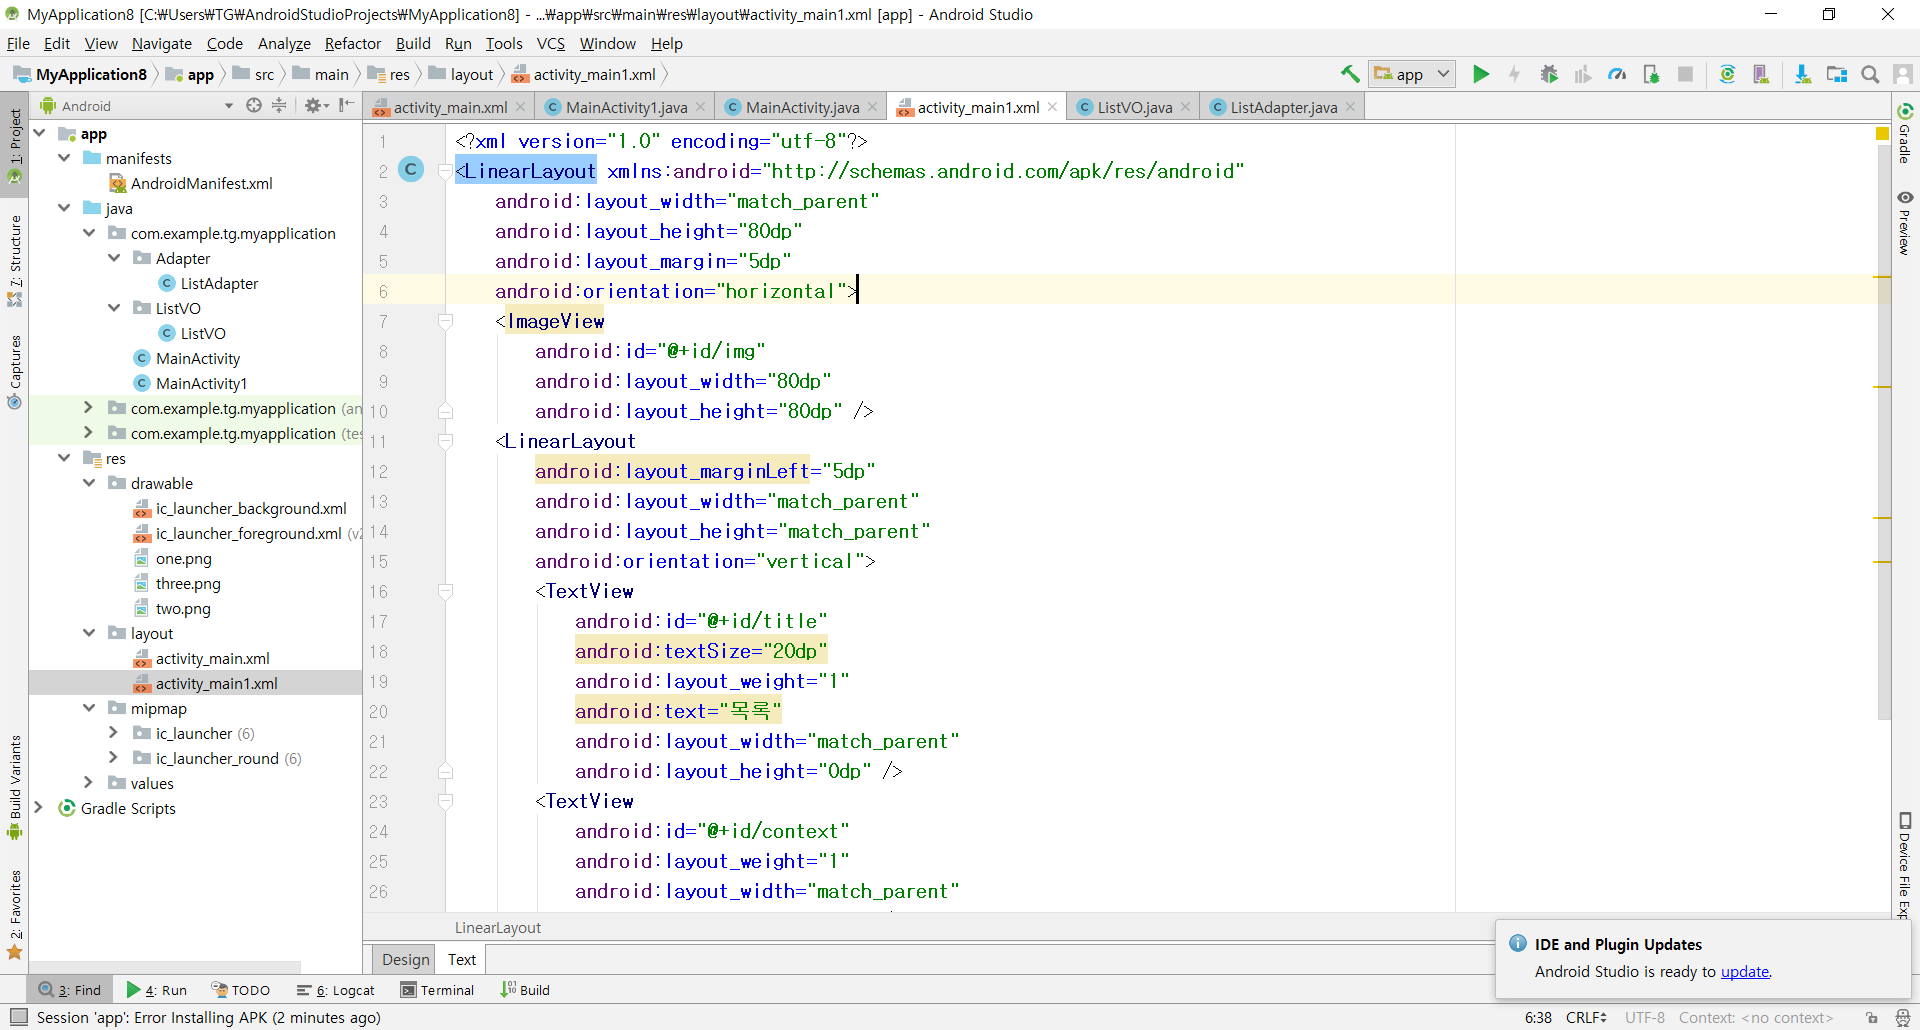 MyApplication8 [C:₩Users₩TG₩AndroidStudioProjects₩MyApplication8] - ...₩app₩src₩main₩res₩layout₩activity_main1.xml [app] - Android Studio
File Edit View Navigate Code Analyze Refactor Build Run Tools VCS Window Help
MyApplication8 app src main res layout activity_main1.xml
app
Android
activity_main.xml MainActivity1.java MainActivity.java activity_main1.xml ListVO.java ListAdapter.java
1: Project
7: Structure
Captures
Build Variants
2: Favorites
app
manifests
AndroidManifest.xml
java
com.example.tg.myapplication
Adapter
ListAdapter
ListVO
ListVO
MainActivity
MainActivity1
com.example.tg.myapplication (an
com.example.tg.myapplication (tes
res
drawable
ic_launcher_background.xml
ic_launcher_foreground.xml (v2
one.png
three.png
two.png
layout
activity_main.xml
activity_main1.xml
mipmap
ic_launcher (6)
ic_launcher_round (6)
values
Gradle Scripts
1 <?xml version="1.0" encoding="utf-8"?>
2 C <LinearLayout xmlns:android="http://schemas.android.com/apk/res/android"
3 android:layout_width="match_parent"
4 android:layout_height="80dp"
5 android:layout_margin="5dp"
6 android:orientation="horizontal">
7 <ImageView
8 android:id="@+id/img"
9 android:layout_width="80dp"
10 android:layout_height="80dp" />
11 <LinearLayout
12 android:layout_marginLeft="5dp"
13 android:layout_width="match_parent"
14 android:layout_height="match_parent"
15 android:orientation="vertical">
16 <TextView
17 android:id="@+id/title"
18 android:textSize="20dp"
19 android:layout_weight="1"
20 android:text="목록"
21 android:layout_width="match_parent"
22 android:layout_height="0dp" />
23 <TextView
24 android:id="@+id/context"
25 android:layout_weight="1"
26 android:layout_width="match_parent"
LinearLayout
Design Text
Gradle
Preview
Device File Exp
IDE and Plugin Updates
Android Studio is ready to update.
3: Find 4: Run TODO 6: Logcat Terminal Build
Session 'app': Error Installing APK (2 minutes ago)
6:38 CRLF UTF-8 Context: <no context>